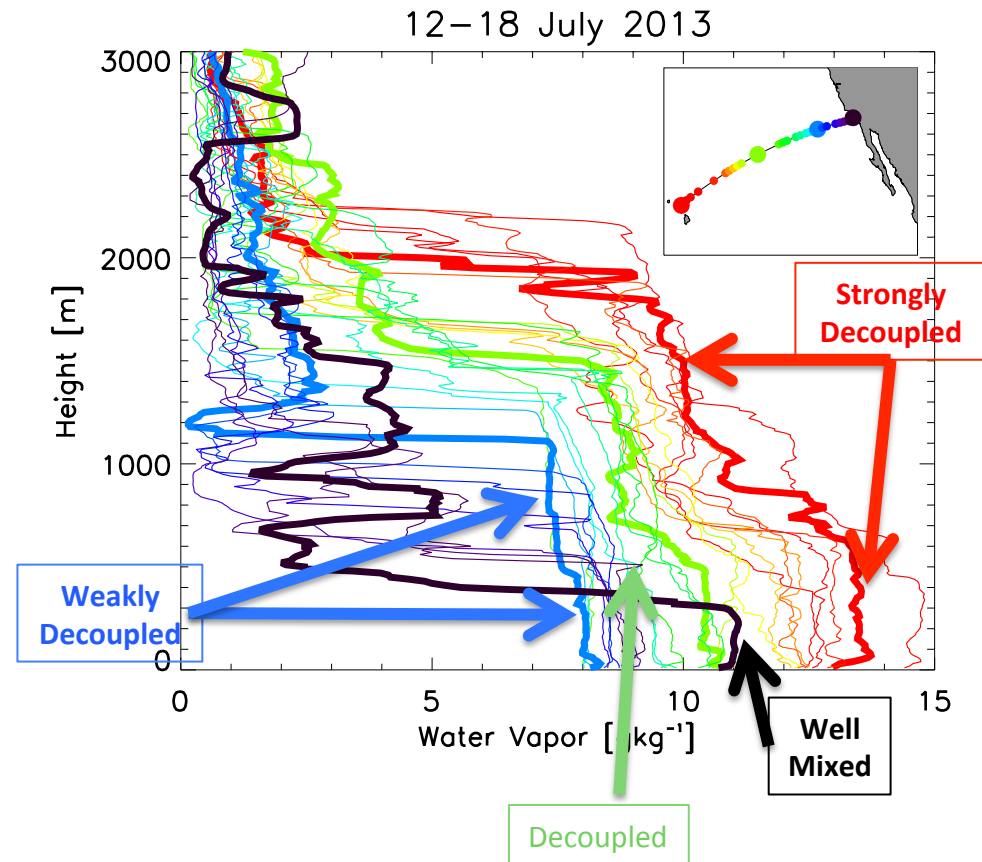 12–18 July 2013
3000
2000
1000
0
Height [m]
0
5
10
15
Water Vapor [gkg⁻¹]
Strongly
Decoupled
Weakly
Decoupled
Well
Mixed
Decoupled